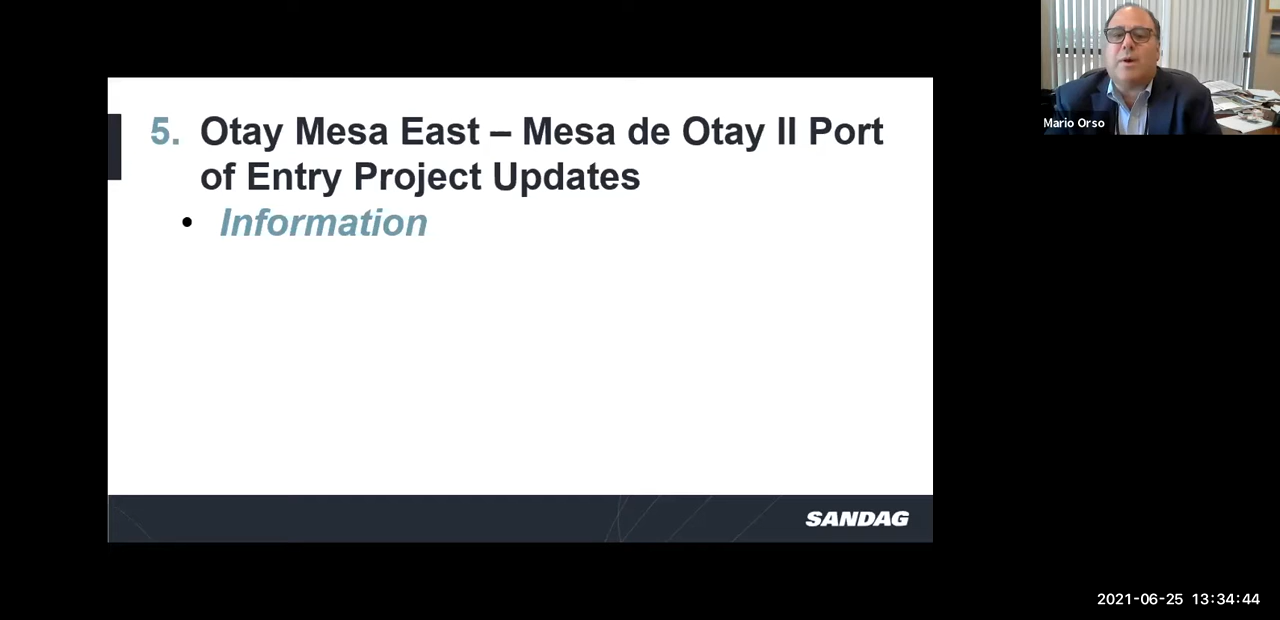 5. Otay Mesa East – Mesa de Otay II Port
of Entry Project Updates
• Information
SANDAG
Mario Orso
2021-06-25 13:34:44